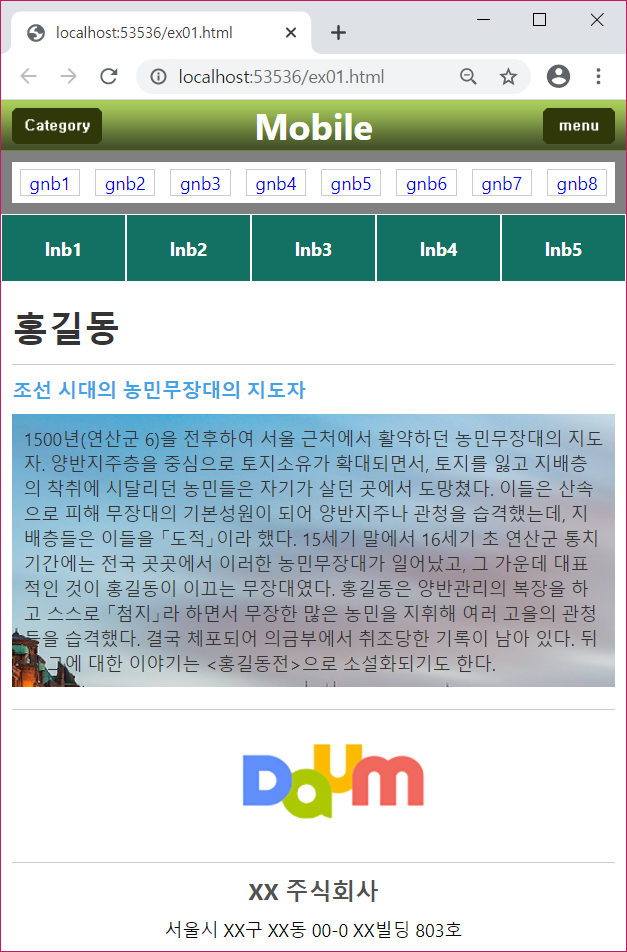 localhost:53536/ex01.html
localhost:53536/ex01.html
Category Mobile menu
gnb1 gnb2 gnb3 gnb4 gnb5 gnb6 gnb7 gnb8
lnb1 lnb2 lnb3 lnb4 lnb5
홍길동
조선 시대의 농민무장대의 지도자
1500년(연산군 6)을 전후하여 서울 근처에서 활약하던 농민무장대의 지도
자. 양반지주층을 중심으로 토지소유가 확대되면서, 토지를 잃고 지배층
의 착취에 시달리던 농민들은 자기가 살던 곳에서 도망쳤다. 이들은 산속
으로 피해 무장대의 기본성원이 되어 양반지주나 관청을 습격했는데, 지
배층들은 이들을 ｢도적｣이라 했다. 15세기 말에서 16세기 초 연산군 통치
기간에는 전국 곳곳에서 이러한 농민무장대가 일어났고, 그 가운데 대표
적인 것이 홍길동이 이끄는 무장대였다. 홍길동은 양반관리의 복장을 하
고 스스로 ｢첨지｣라 하면서 무장한 많은 농민을 지휘해 여러 고을의 관청
들을 습격했다. 결국 체포되어 의금부에서 취조당한 기록이 남아 있다. 뒤
그에 대한 이야기는 <홍길동전>으로 소설화되기도 한다.
Daum
XX 주식회사
서울시 XX구 XX동 00-0 XX빌딩 803호